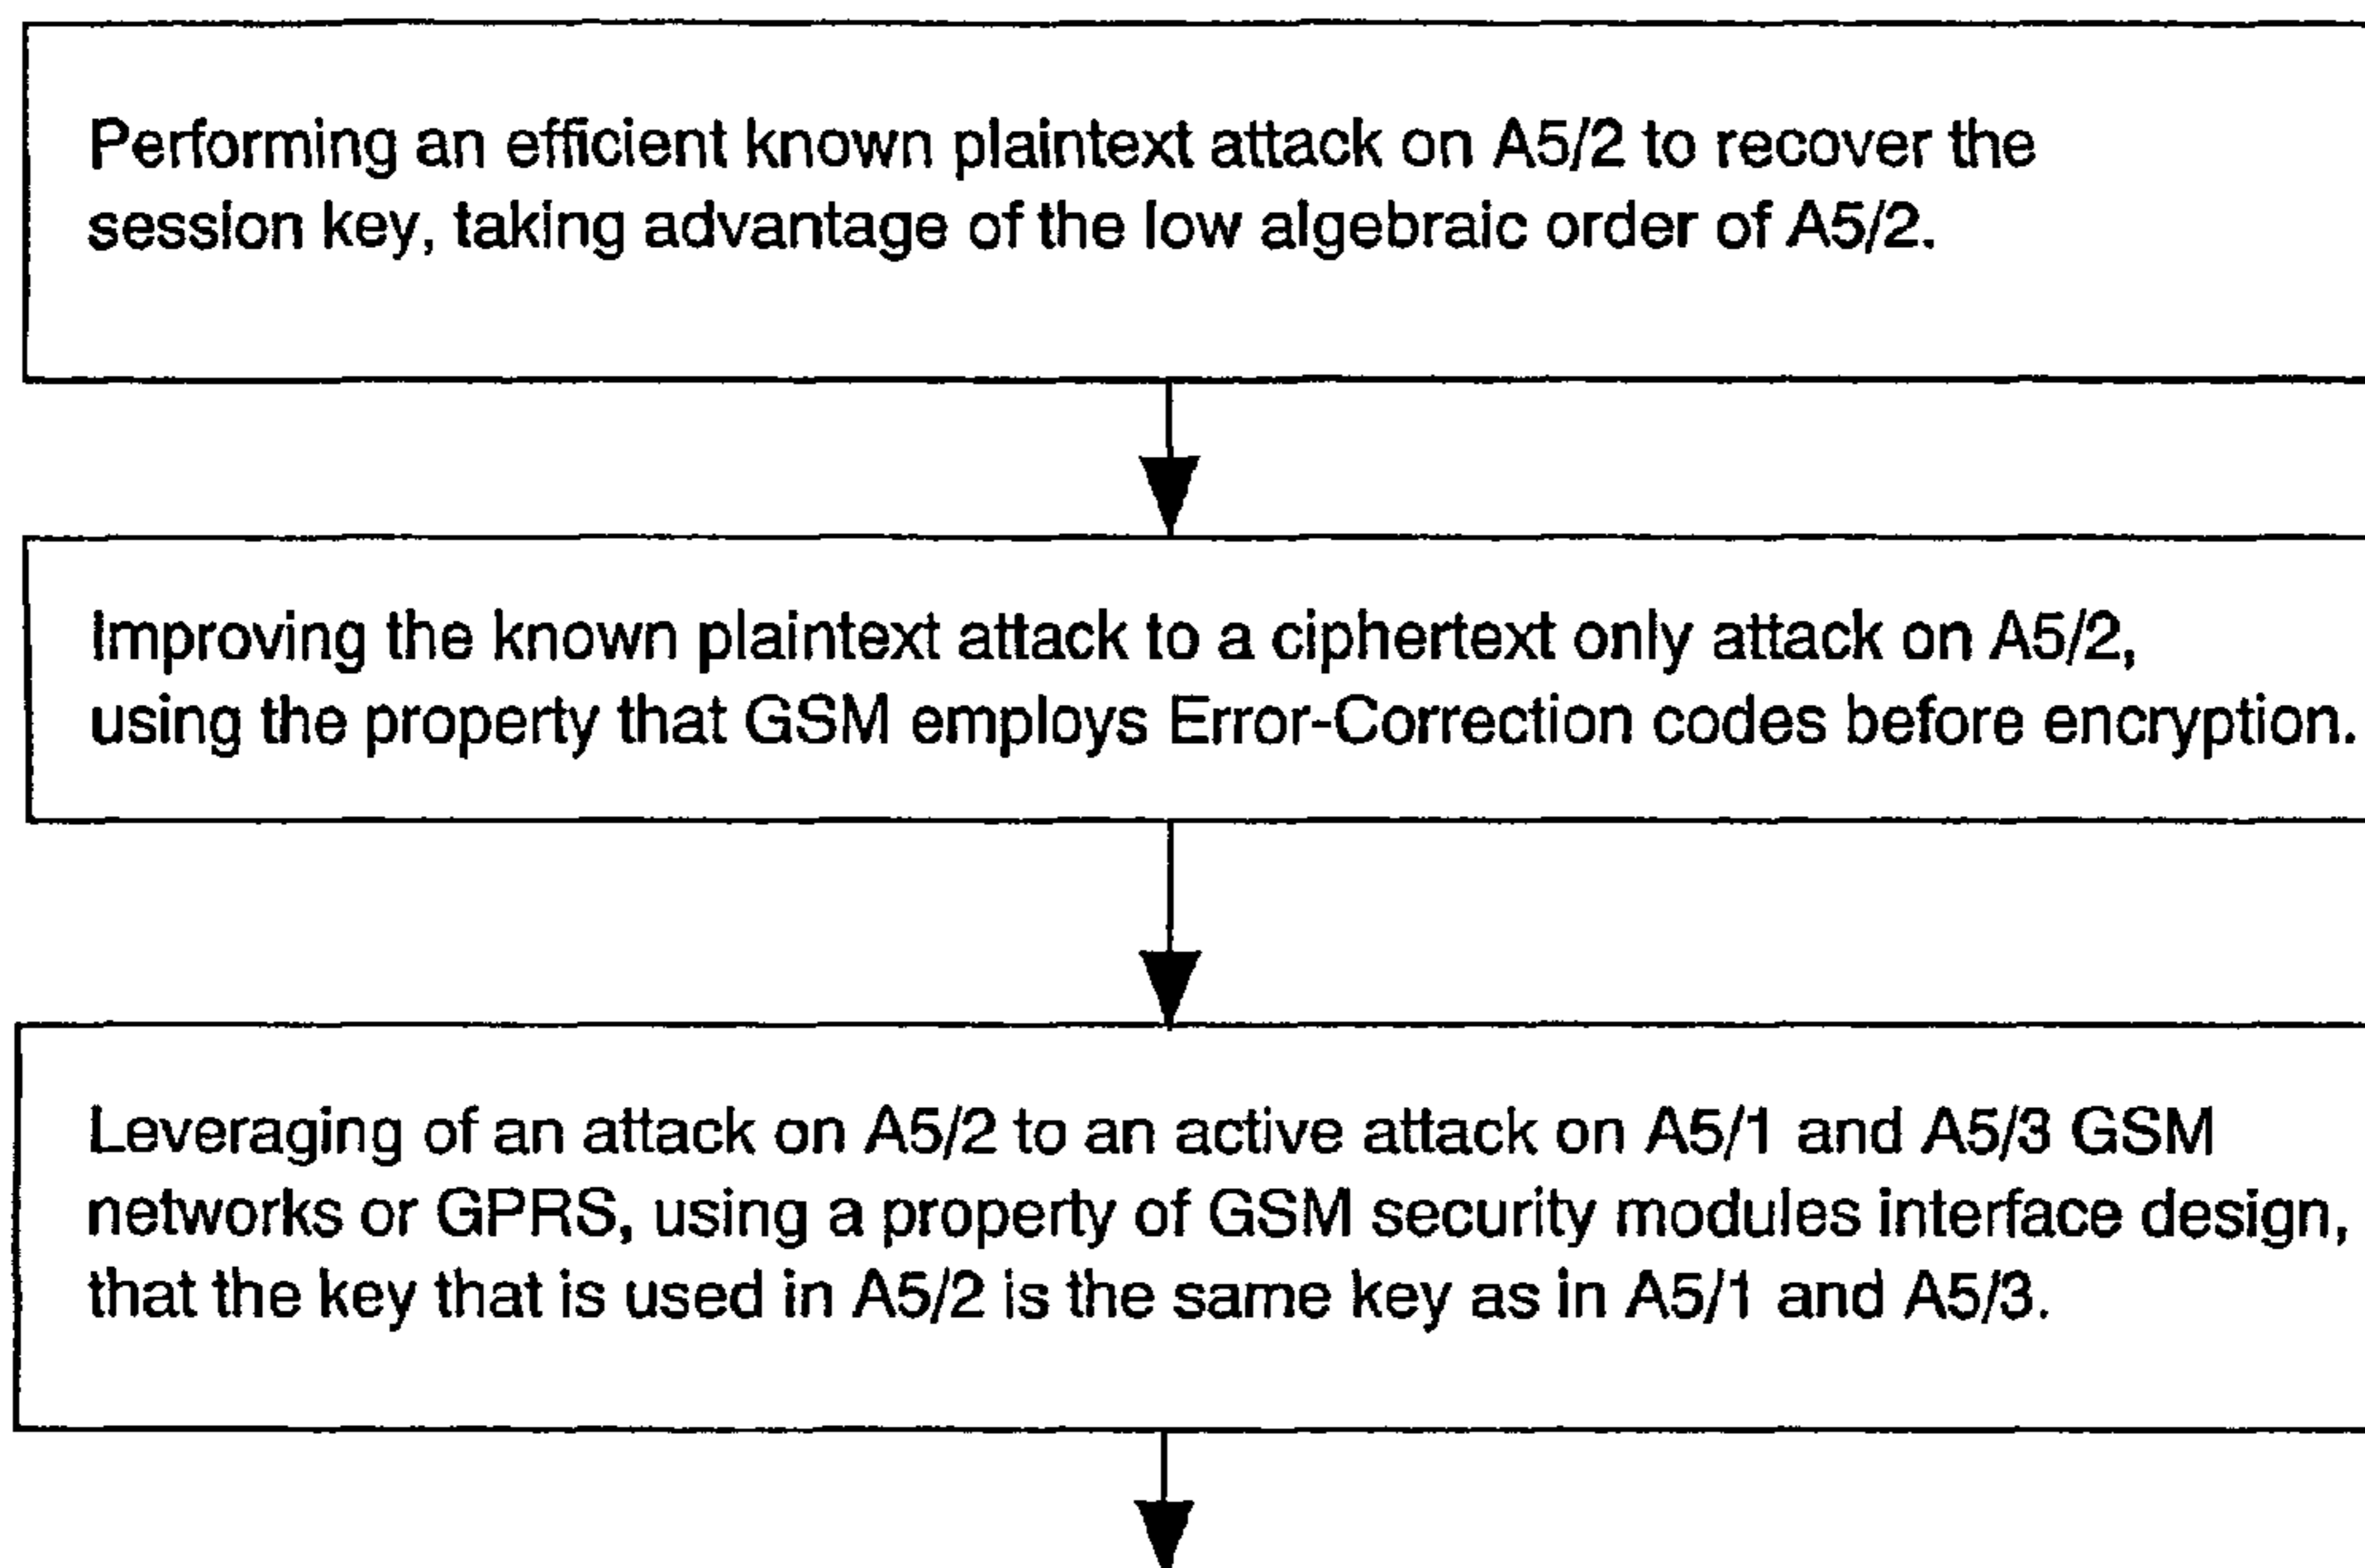 Performing an efficient known plaintext attack on A5/2 to recover the
session key, taking advantage of the low algebraic order of A5/2.
Improving the known plaintext attack to a ciphertext only attack on A5/2,
using the property that GSM employs Error-Correction codes before encryption.
Leveraging of an attack on A5/2 to an active attack on A5/1 and A5/3 GSM
networks or GPRS, using a property of GSM security modules interface design,
that the key that is used in A5/2 is the same key as in A5/1 and A5/3.